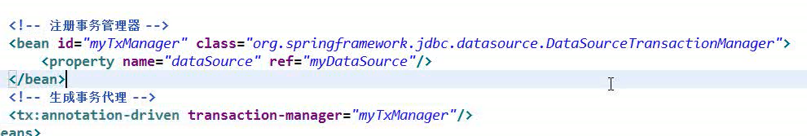 <!-- 注册事务管理器 -->
<bean id="myTxManager" class="org.springframework.jdbc.datasource.DataSourceTransactionManager">
<property name="dataSource" ref="myDataSource"/>
</bean>
<!-- 生成事务代理 -->
<tx:annotation-driven transaction-manager="myTxManager"/>
eans>